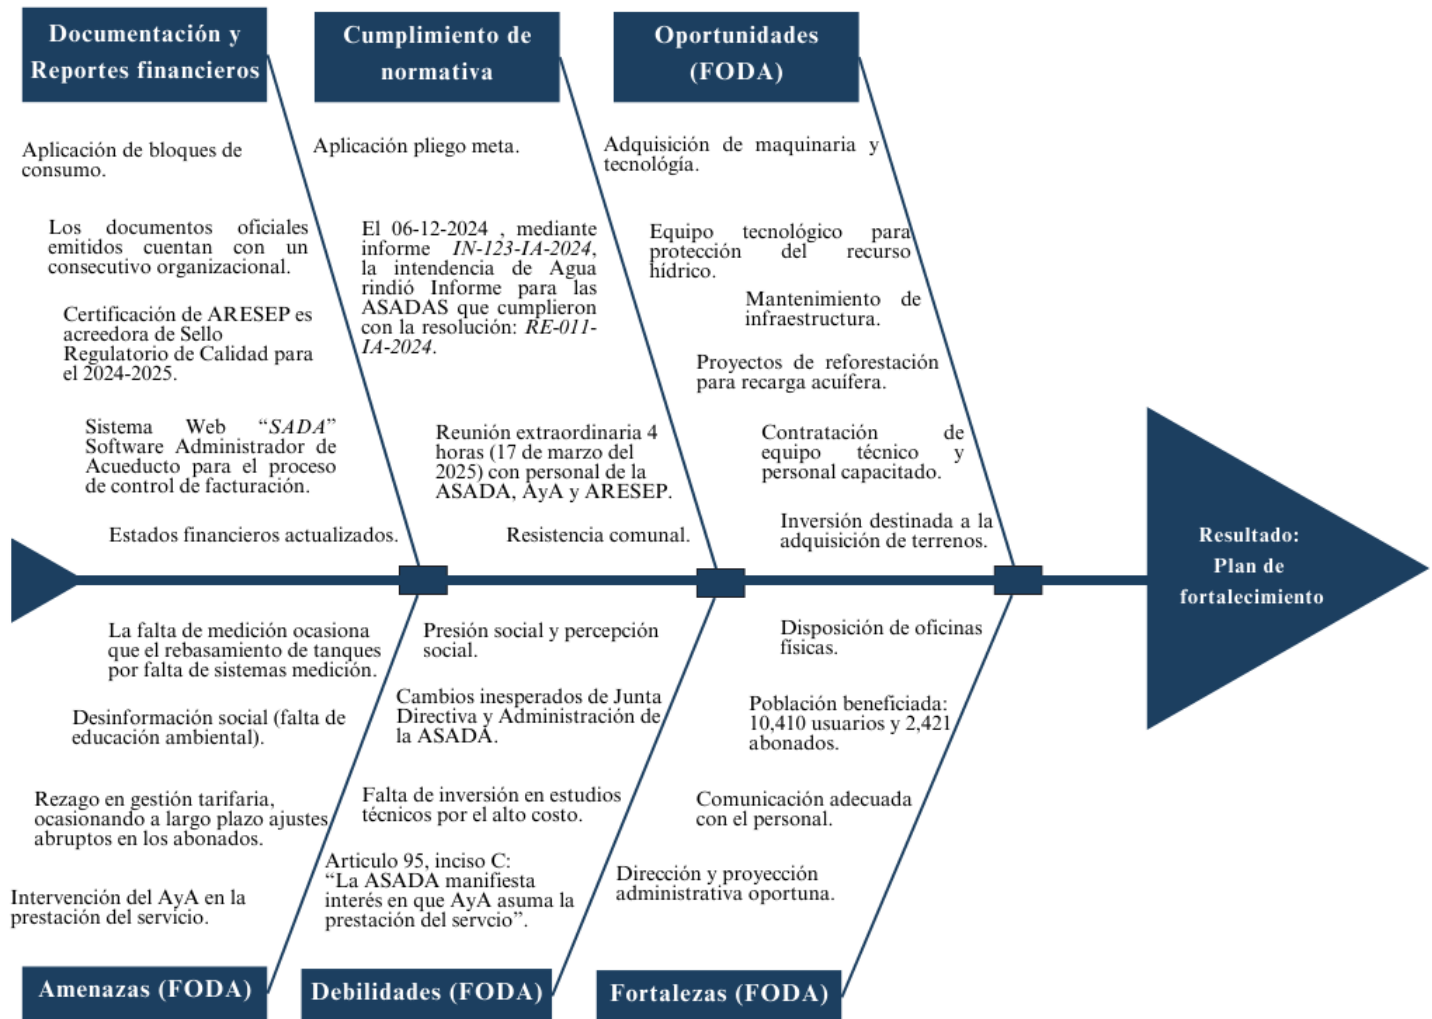 Documentación y
Reportes financieros
Aplicación de bloques de
consumo.
Los documentos oficiales
emitidos cuentan con un
consecutivo organizacional.
Certificación de ARESEP es
acreedora de Sello
Regulatorio de Calidad para
el 2024-2025.
Sistema Web “SADA”
Software Administrador de
Acueducto para el proceso
de control de facturación.
Estados financieros actualizados.
Cumplimiento de
normativa
Aplicación pliego meta.
El 06-12-2024 , mediante
informe IN-123-IA-2024,
la intendencia de Agua
rindió Informe para las
ASADAS que cumplieron
con la resolución: RE-011-
IA-2024.
Reunión extraordinaria 4
horas (17 de marzo del
2025) con personal de la
ASADA, AyA y ARESEP.
Resistencia comunal.
Oportunidades
(FODA)
Adquisición de maquinaria y
tecnológía.
Equipo tecnológico para
protección del recurso
hídrico.
Mantenimiento de
infraestructura.
Proyectos de reforestación
para recarga acuífera.
Contratación de
equipo técnico y
personal capacitado.
Inversión destinada a la
adquisición de terrenos.
Resultado:
Plan de
fortalecimiento
La falta de medición ocasiona
que el rebasamiento de tanques
por falta de sistemas medición.
Desinformación social (falta de
educación ambiental).
Rezago en gestión tarifaria,
ocasionando a largo plazo ajustes
abruptos en los abonados.
Intervención del AyA en la
prestación del servicio.
Amenazas (FODA)
Presión social y percepción
social.
Cambios inesperados de Junta
Directiva y Administración de
la ASADA.
Falta de inversión en estudios
técnicos por el alto costo.
Articulo 95, inciso C:
“La ASADA manifiesta
interés en que AyA asuma la
prestación del servcio”.
Debilidades (FODA)
Disposición de oficinas
físicas.
Población beneficiada:
10,410 usuarios y 2,421
abonados.
Comunicación adecuada
con el personal.
Dirección y proyección
administrativa oportuna.
Fortalezas (FODA)